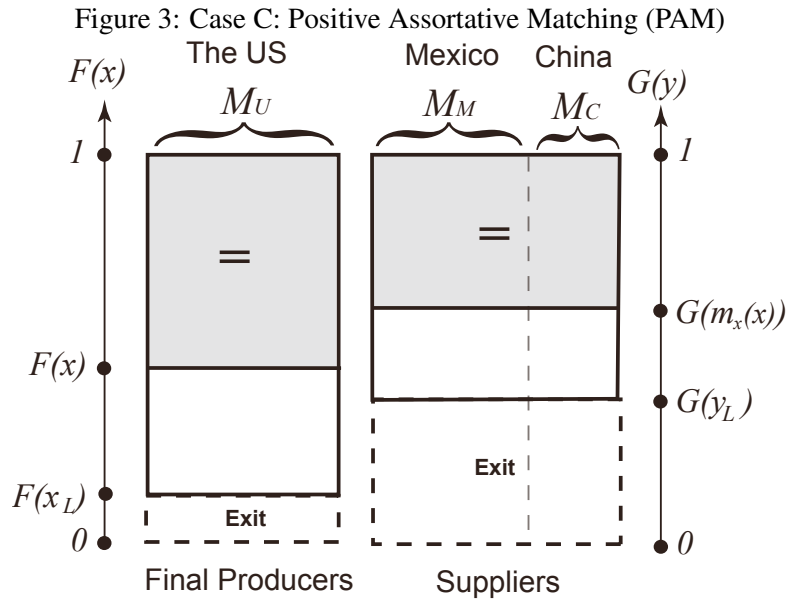 Figure 3: Case C: Positive Assortative Matching (PAM)
The US Mexico China
F(x) G(y)
M_U M_M M_C
1 1
= =
G(m_x(x))
F(x)
G(y_L)
Exit
F(x_L)
Exit
0 0
Final Producers Suppliers